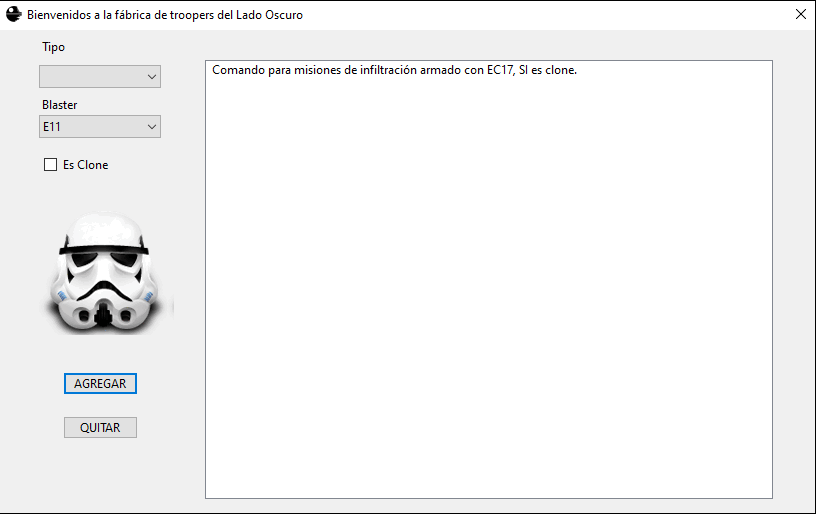 Bienvenidos a la fábrica de troopers del Lado Oscuro
Tipo
Comando para misiones de infiltración armado con EC17, SI es clone.
Blaster
E11
Es Clone
AGREGAR
QUITAR